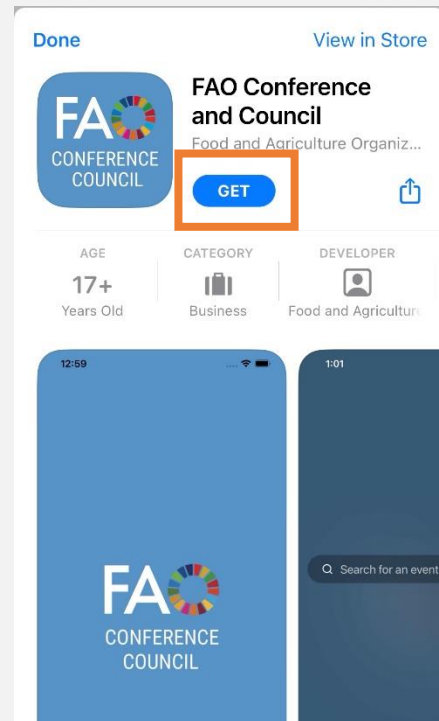 Done
View in Store
FAO
CONFERENCE
COUNCIL
FAO Conference
and Council
Food and Agriculture Organiz...
GET
AGE
17+
Years Old
CATEGORY
Business
DEVELOPER
Food and Agriculture
12:59
FAO
CONFERENCE
COUNCIL
1:01
Search for an event